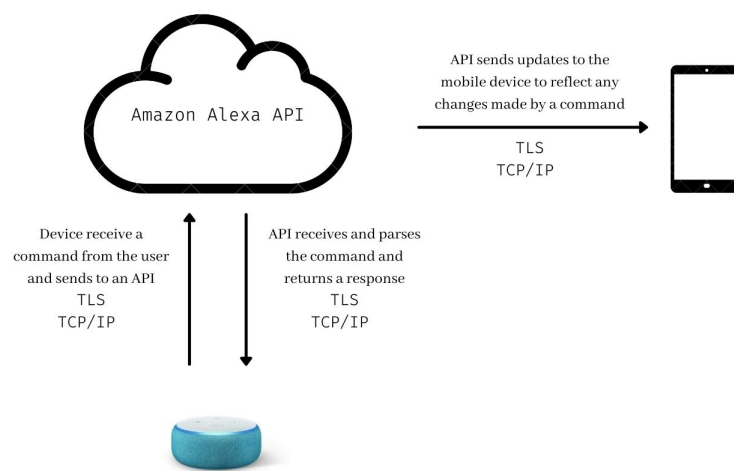 Amazon Alexa API
API sends updates to the
mobile device to reflect any
changes made by a command
TLS
TCP/IP
Device receive a
command from the user
and sends to an API
TLS
TCP/IP
API receives and parses
the command and
returns a response
TLS
TCP/IP